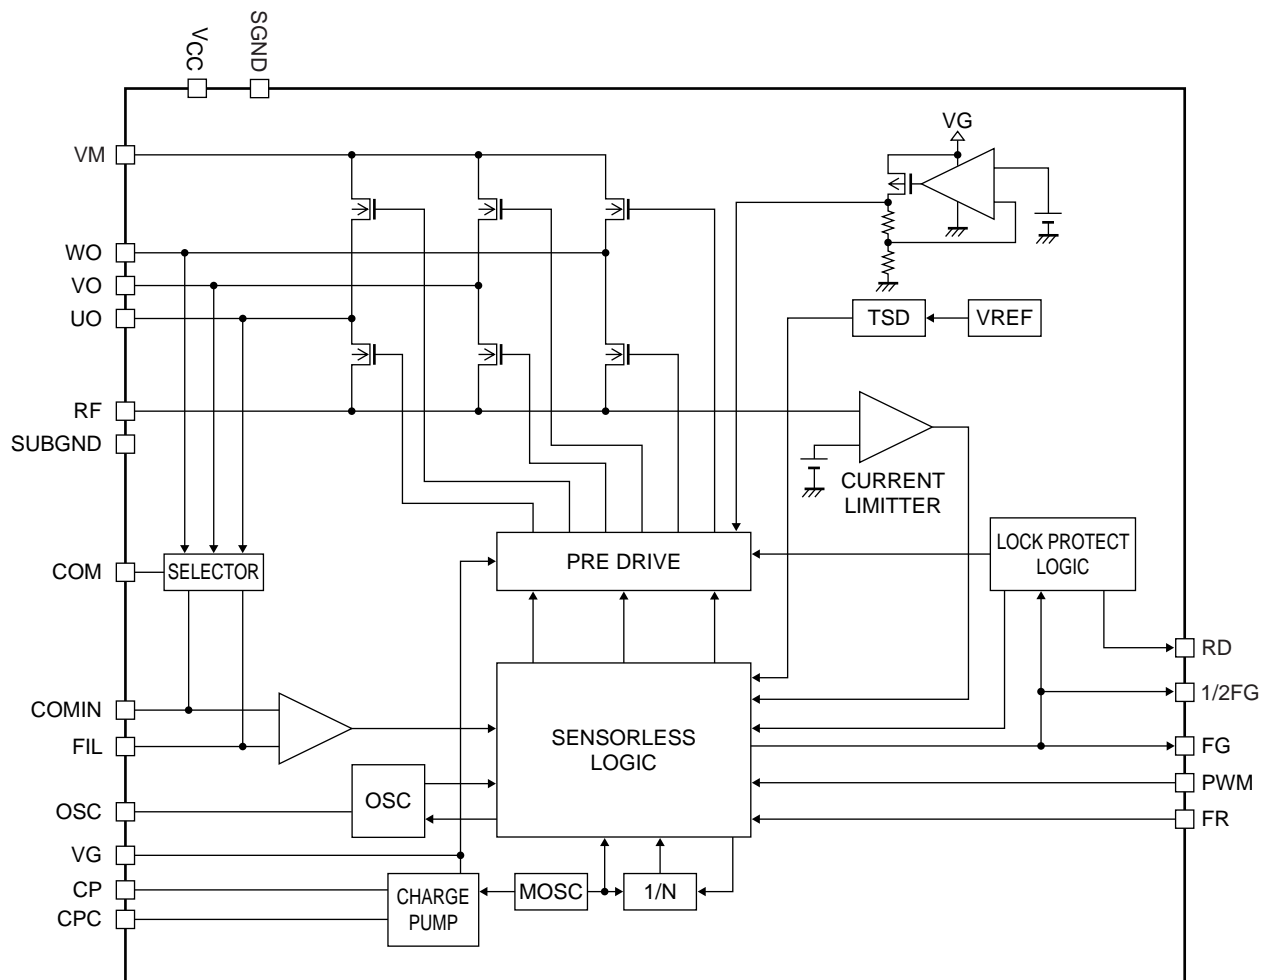 VCC
SGND
VM
VG
WO
VO
UO
TSD
VREF
RF
SUBGND
CURRENT
LIMITTER
LOCK PROTECT
LOGIC
PRE DRIVE
COM
SELECTOR
RD
1/2FG
COMIN
SENSORLESS
LOGIC
FIL
FG
PWM
OSC
OSC
FR
VG
CP
CHARGE
PUMP
MOSC
1/N
CPC